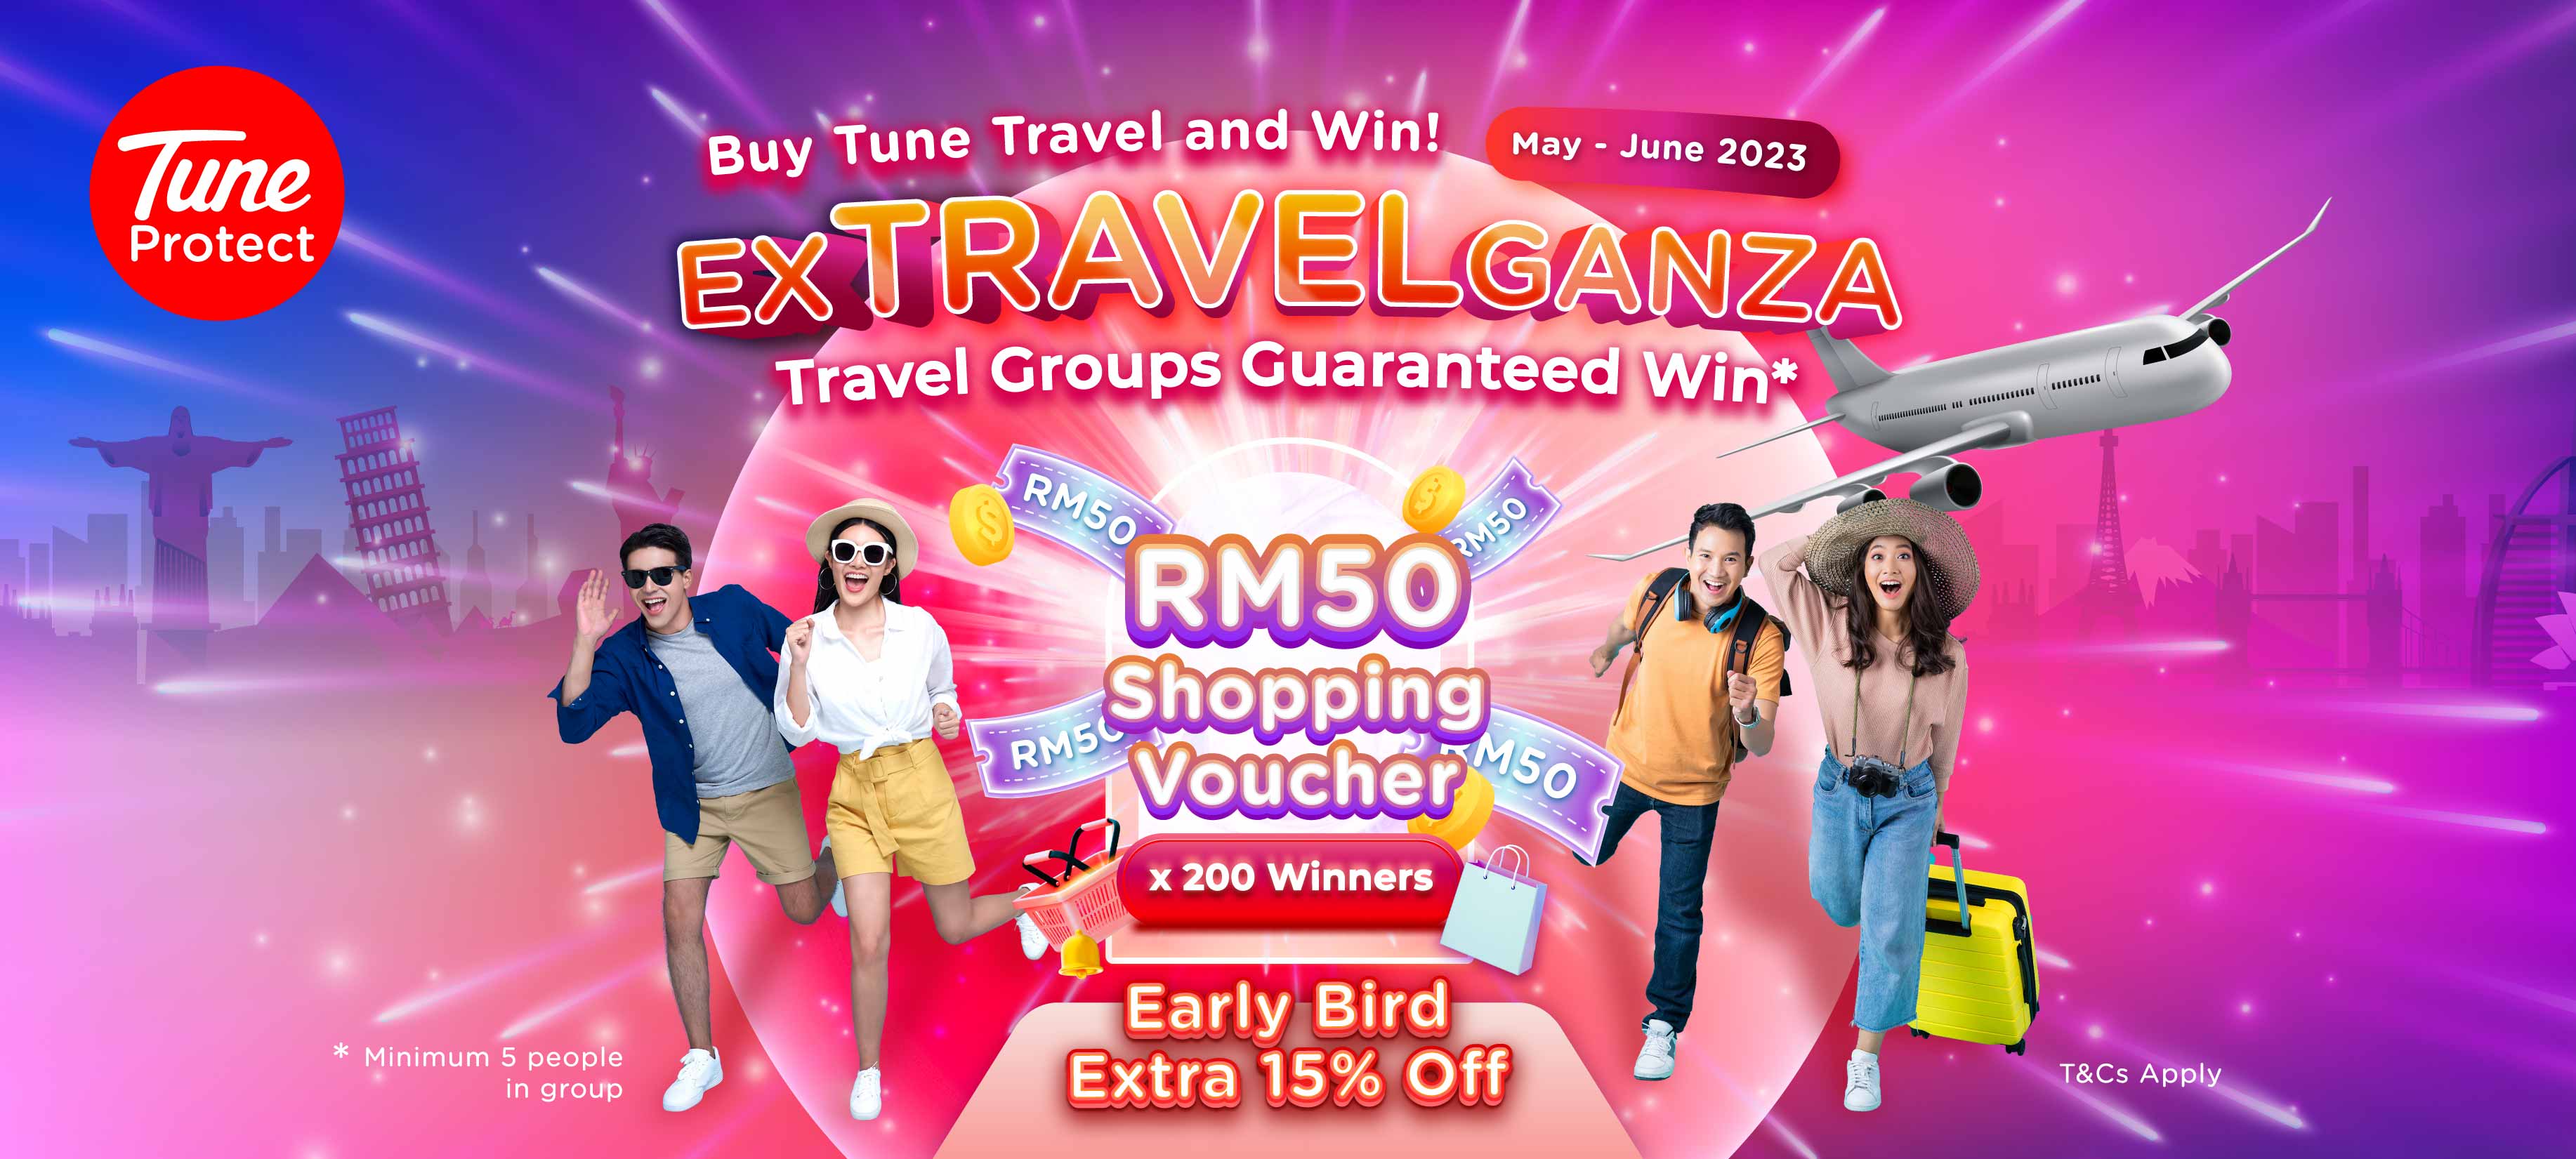 Tune
Protect
Buy Tune Travel and Win!
May - June 2023
EXTRAVELGANZA
Travel Groups Guaranteed Win*
RM50
RM50
RM50
Shopping
Voucher
RM50
RM50
x 200 Winners
Early Bird
Extra 15% Off
* Minimum 5 people
in group
T&Cs Apply